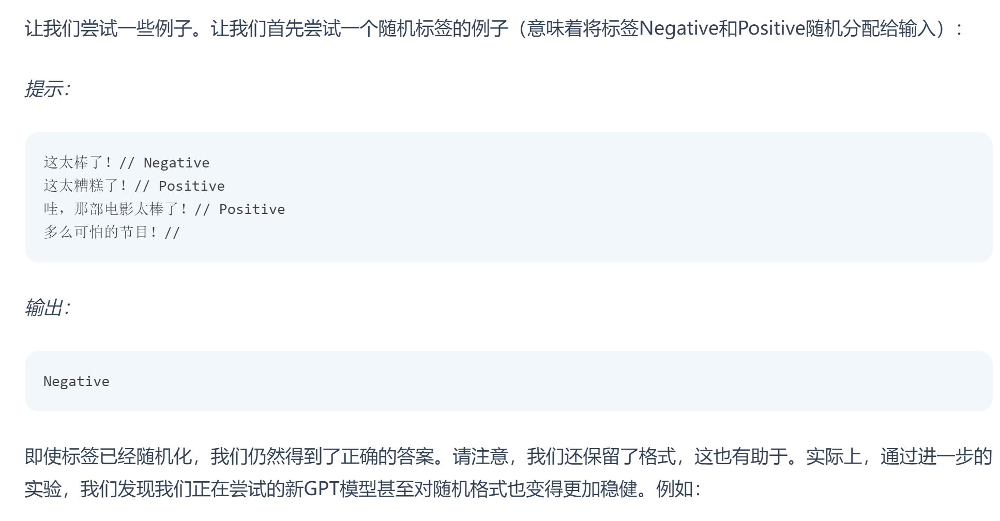 让我们尝试一些例子。让我们首先尝试一个随机标签的例子（意味着将标签Negative和Positive随机分配给输入）：
提示：
这太棒了！// Negative
这太糟糕了！// Positive
哇，那部电影太棒了！// Positive
多么可怕的节目！//
输出：
Negative
即使标签已经随机化，我们仍然得到了正确的答案。请注意，我们还保留了格式，这也有助于。实际上，通过进一步的
实验，我们发现我们正在尝试的新GPT模型甚至对随机格式也变得更加稳健。例如：